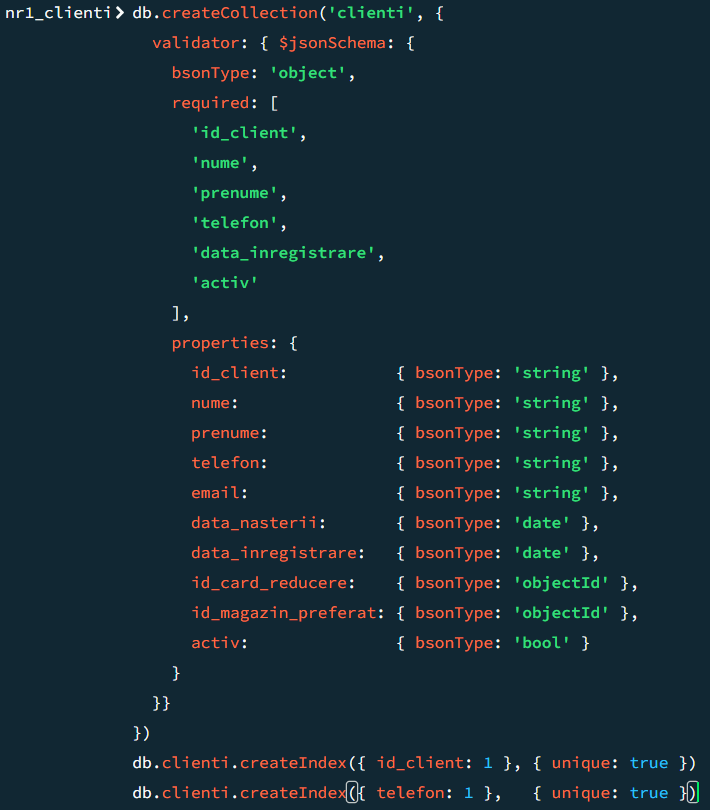 nr1_clienti> db.createCollection('clienti', {
  validator: { $jsonSchema: {
    bsonType: 'object',
    required: [
      'id_client',
      'nume',
      'prenume',
      'telefon',
      'data_inregistrare',
      'activ'
    ],
    properties: {
      id_client:           { bsonType: 'string' },
      nume:                { bsonType: 'string' },
      prenume:             { bsonType: 'string' },
      telefon:             { bsonType: 'string' },
      email:               { bsonType: 'string' },
      data_nasterii:       { bsonType: 'date' },
      data_inregistrare:   { bsonType: 'date' },
      id_card_reducere:    { bsonType: 'objectId' },
      id_magazin_preferat: { bsonType: 'objectId' },
      activ:               { bsonType: 'bool' }
    }
  }}
})
db.clienti.createIndex({ id_client: 1 }, { unique: true })
db.clienti.createIndex({ telefon: 1 },   { unique: true })